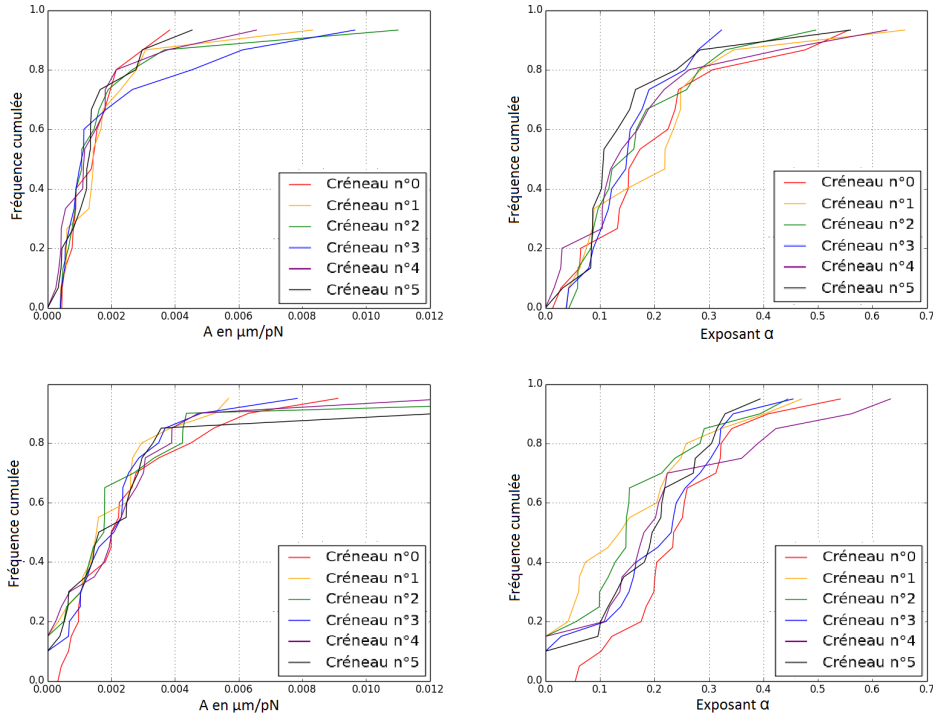 1.0
0.8
0.6
0.4
0.2
0.0
Fréquence cumulée
Créneau n°0
Créneau n°1
Créneau n°2
Créneau n°3
Créneau n°4
Créneau n°5
0.000 0.002 0.004 0.006 0.008 0.010 0.012
A en μm/pN
1.0
0.8
0.6
0.4
0.2
0.0
Fréquence cumulée
Créneau n°0
Créneau n°1
Créneau n°2
Créneau n°3
Créneau n°4
Créneau n°5
0.0 0.1 0.2 0.3 0.4 0.5 0.6 0.7
Exposant α
1.0
0.8
0.6
0.4
0.2
0.0
Fréquence cumulée
Créneau n°0
Créneau n°1
Créneau n°2
Créneau n°3
Créneau n°4
Créneau n°5
0.000 0.002 0.004 0.006 0.008 0.010 0.012
A en μm/pN
1.0
0.8
0.6
0.4
0.2
0.0
Fréquence cumulée
Créneau n°0
Créneau n°1
Créneau n°2
Créneau n°3
Créneau n°4
Créneau n°5
0.0 0.1 0.2 0.3 0.4 0.5 0.6 0.7
Exposant α